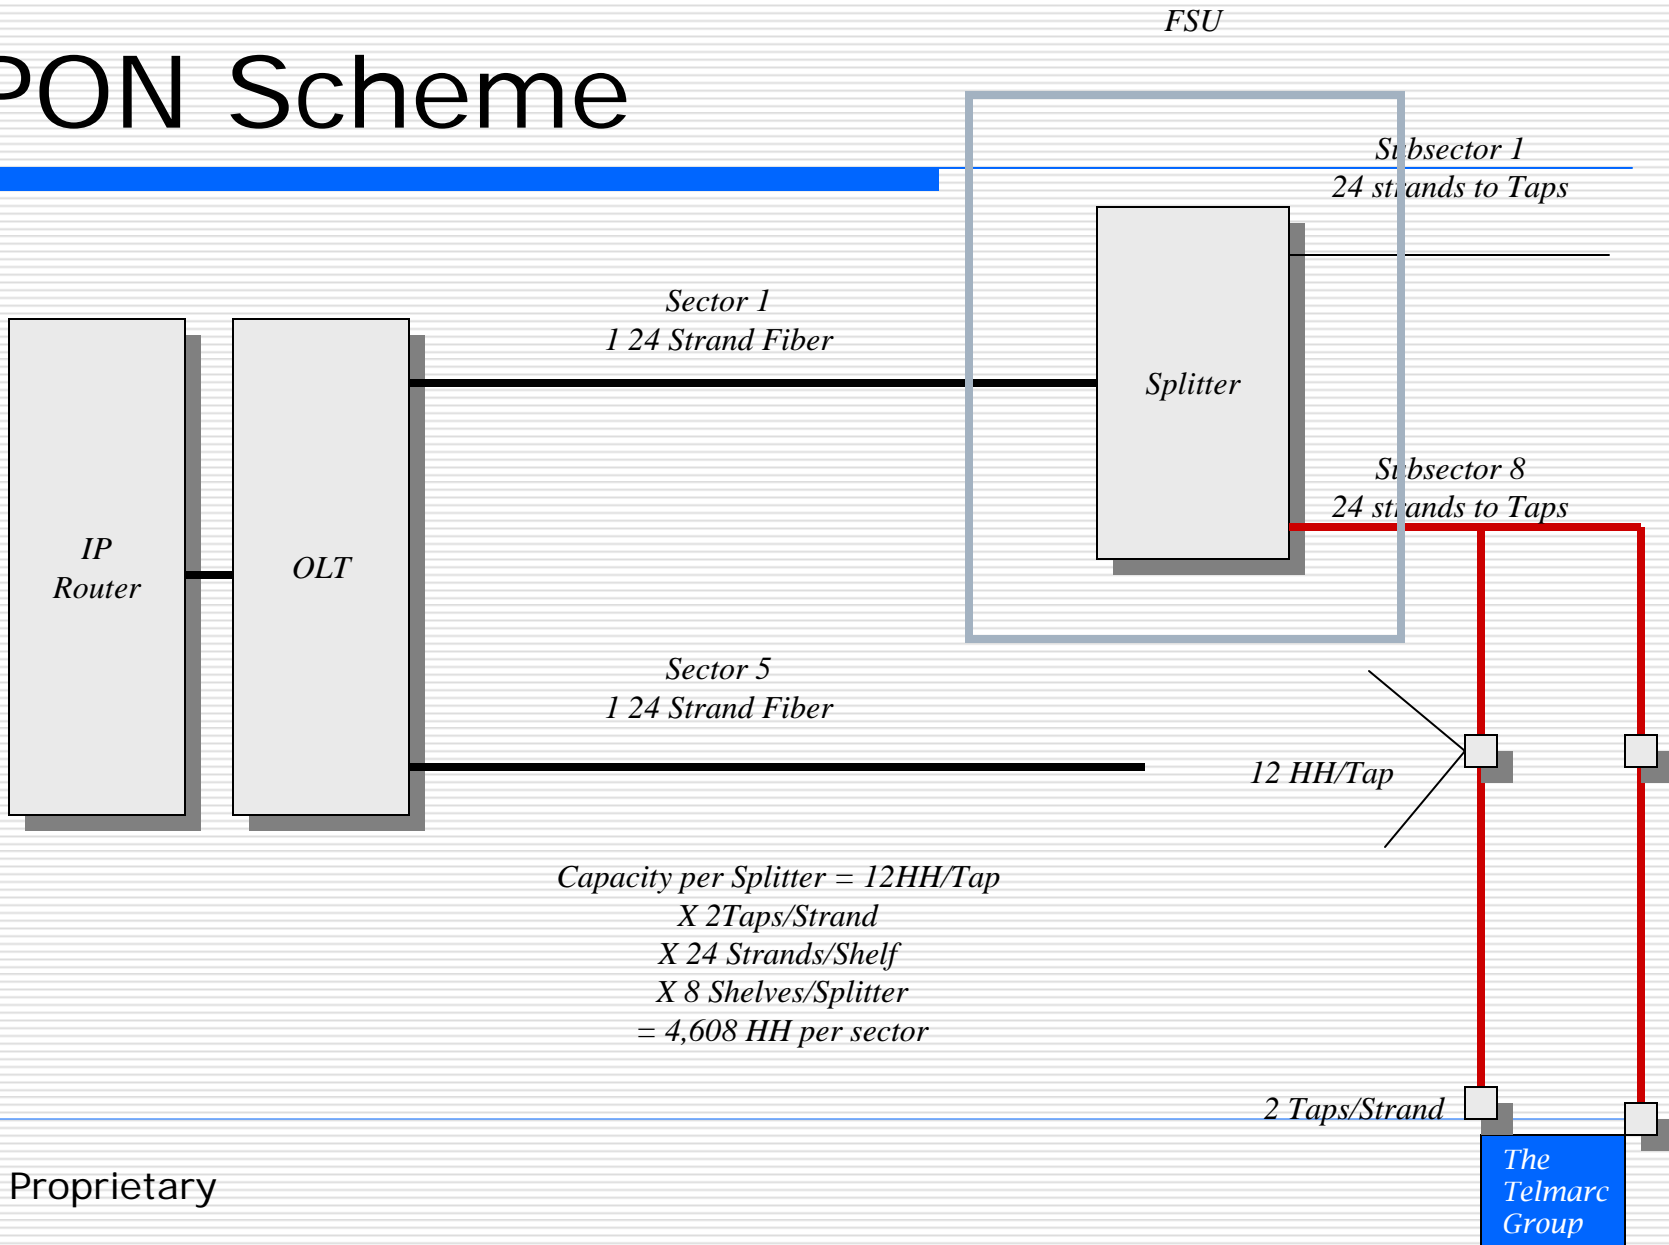 FSU
PON Scheme
Subsector 1
24 strands to Taps
Sector 1
1 24 Strand Fiber
Splitter
Subsector 8
24 strands to Taps
IP
Router
OLT
Sector 5
1 24 Strand Fiber
12 HH/Tap
Capacity per Splitter = 12HH/Tap
X 2Taps/Strand
X 24 Strands/Shelf
X 8 Shelves/Splitter
= 4,608 HH per sector
2 Taps/Strand
Proprietary
The
Telmarc
Group